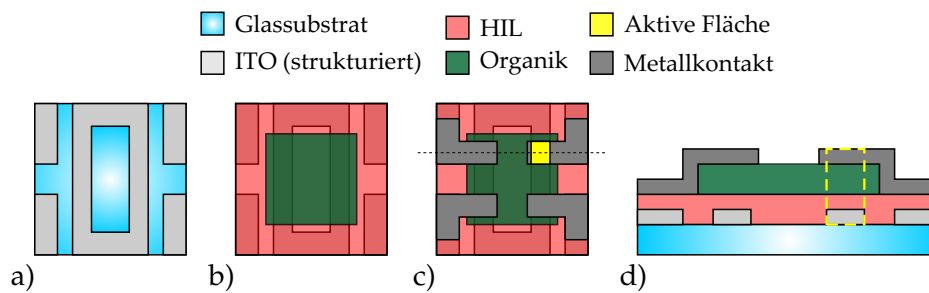 Glassubstrat HIL Aktive Fläche
ITO (strukturiert) Organik Metallkontakt
a) b) c) d)